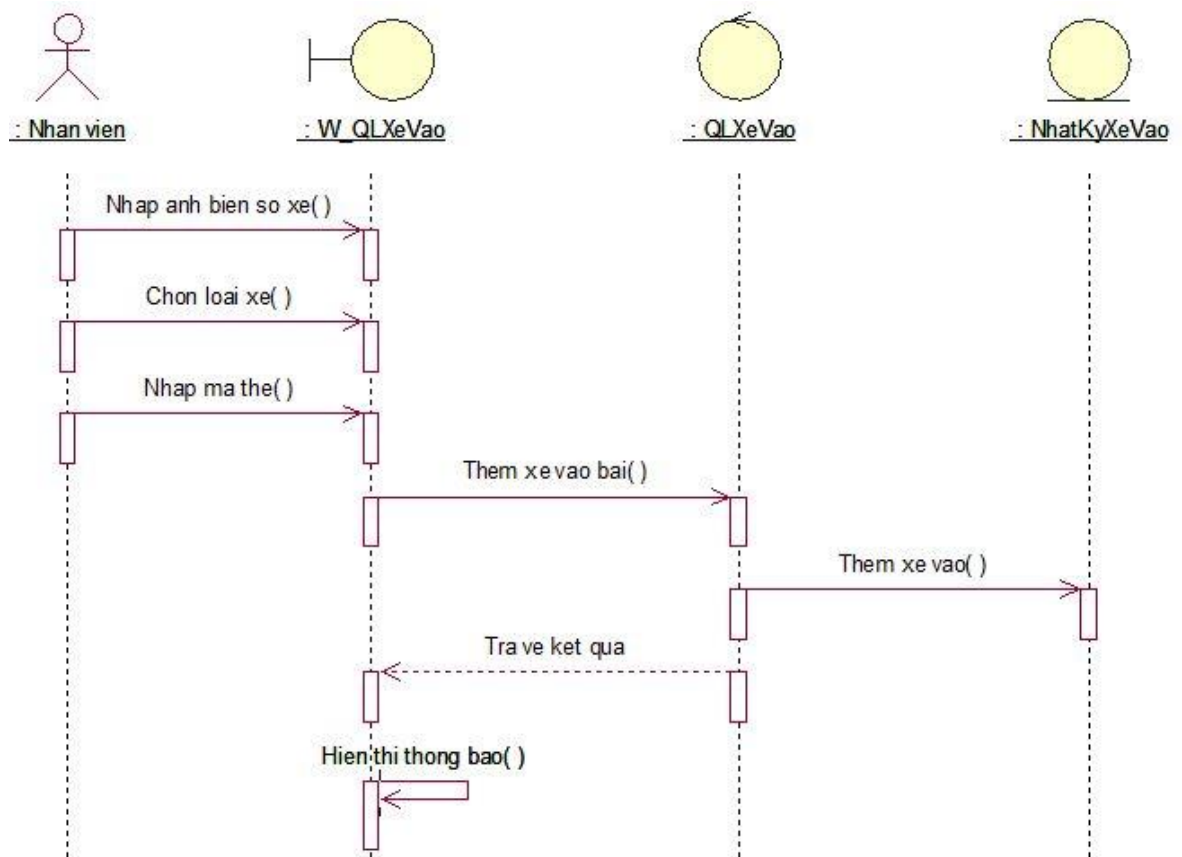 : Nhan vien
: W_QLXeVao
: QLXeVao
: NhatKyXeVao
Nhap anh bien so xe( )
Chon loai xe( )
Nhap ma the( )
Them xe vao bai( )
Them xe vao( )
Tra ve ket qua
Hien thi thong bao( )